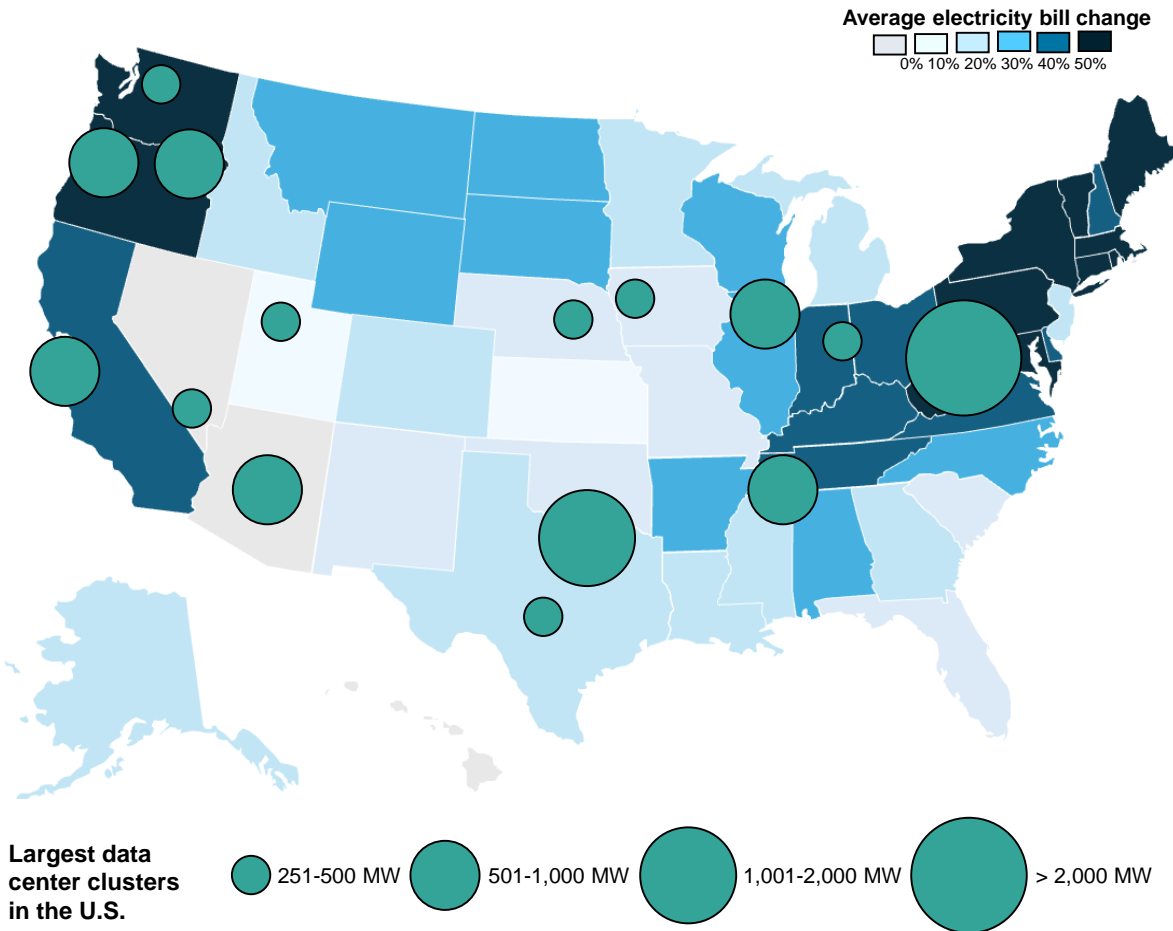 Average electricity bill change
0% 10% 20% 30% 40% 50%
Largest data
center clusters
in the U.S.
251-500 MW
501-1,000 MW
1,001-2,000 MW
> 2,000 MW